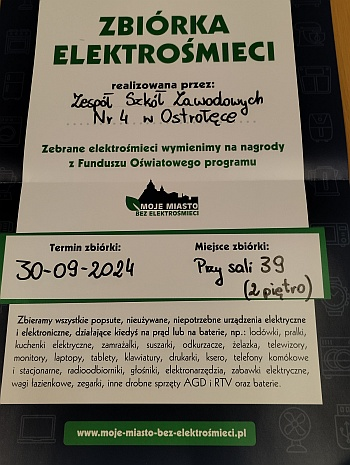 ZBIÓRKA
ELEKTROŚMIECI
realizowana przez:
Zespół Szkół Zawodowych
Nr 4 w Ostrołęce
Zebrane elektrośmieci wymienimy na nagrody
z Funduszu Oświatowego programu
MOJE MIASTO
BEZ ELEKTROŚMIECI
Termin zbiórki:
30-09-2024
Miejsce zbiórki:
Przy sali 39
(2 piętro)
Zbieramy wszystkie popsute, nieużywane, niepotrzebne urządzenia elektryczne
i elektroniczne, działające kiedyś na prąd lub na baterie, np.: lodówki, pralki,
kuchenki elektryczne, zamrażalki, suszarki, odkurzacze, żelazka, telewizory,
monitory, laptopy, tablety, klawiatury, drukarki, ksero, telefony komórkowe
i stacjonarne, radioodbiorniki, głośniki, elektronarzędzia, zabawki elektryczne,
wagi łazienkowe, zegarki, inne drobne sprzęty AGD i RTV oraz baterie.
www.moje-miasto-bez-elektrosmieci.pl